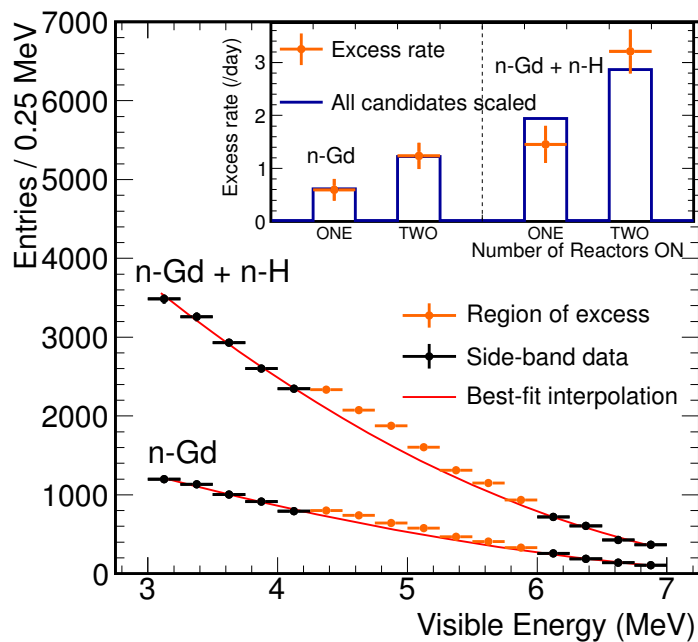 7000
6000
5000
4000
3000
2000
1000
0
Entries / 0.25 MeV
3
2
1
0
Excess rate (/day)
Excess rate
All candidates scaled
n-Gd
n-Gd + n-H
ONE
TWO
ONE
TWO
Number of Reactors ON
n-Gd + n-H
n-Gd
Region of excess
Side-band data
Best-fit interpolation
3
4
5
6
7
Visible Energy (MeV)